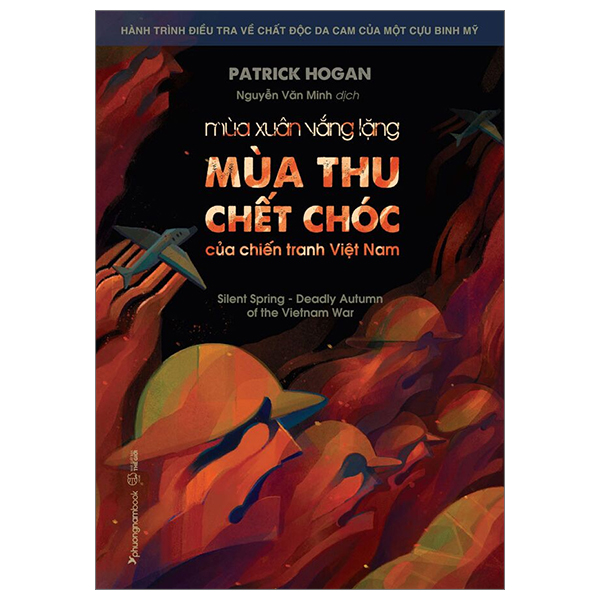 HÀNH TRÌNH ĐIỀU TRA VỀ CHẤT ĐỘC DA CAM CỦA MỘT CỰU BINH MỸ
PATRICK HOGAN
Nguyễn Văn Minh dịch
mùa xuân vắng lặng
MÙA THU
CHẾT CHÓC
của chiến tranh Việt Nam
Silent Spring - Deadly Autumn
of the Vietnam War
phuongnambook
THẾ GIỚI